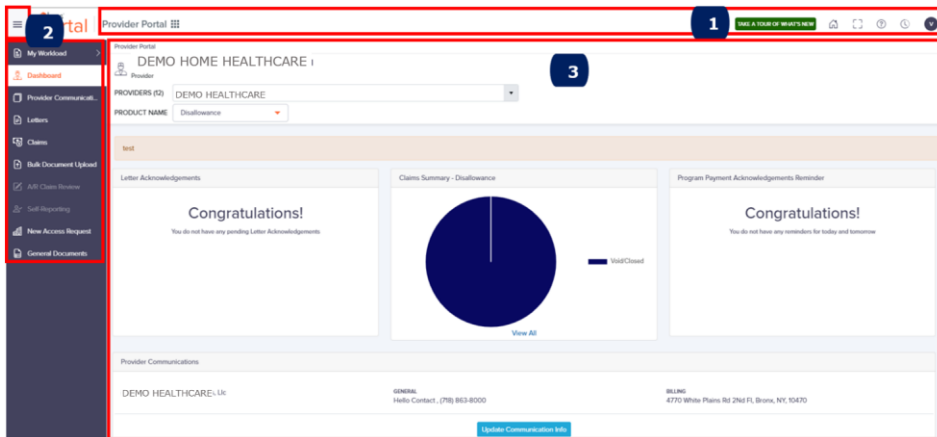 Portal
Provider Portal
1
TAKE A TOUR OF WHAT'S NEW
V
2
My Workload
Dashboard
Provider Communicati...
Letters
Claims
Bulk Document Upload
A/R Claim Review
Self-Reporting
New Access Request
General Documents
Provider Portal
DEMO HOME HEALTHCARE
Provider
3
PROVIDERS (12) DEMO HEALTHCARE
PRODUCT NAME Disallowance
test
Letter Acknowledgements
Congratulations!
You do not have any pending Letter Acknowledgements
Claims Summary - Disallowance
Void/Closed
View All
Program Payment Acknowledgements Reminder
Congratulations!
You do not have any reminders for today and tomorrow
Provider Communications
DEMO HEALTHCARE, Llc
GENERAL
Hello Contact , (718) 863-8000
BILLING
4770 White Plains Rd 2Nd Fl, Bronx, NY, 10470
Update Communication Info